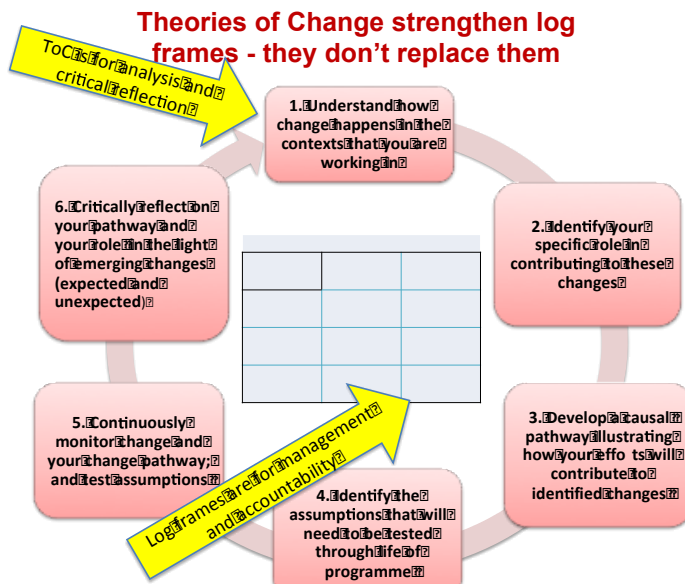 Theories of Change strengthen log
frames - they don't replace them
ToC is for analysis and
critical reflection
1. Understand how
change happens in the
contexts that you are
working in
2. Identify your
specific role in
contributing to these
changes
3. Develop a causal
pathway illustrating
how your effo ts will
contribute to
identified changes
4. Identify the
assumptions that will
need to be tested
through life of
programme
5. Continuously
monitor change and
your change pathway;
and test assumptions
6. Critically reflect on
your pathway and
your role in the light
of emerging changes
(expected and
unexpected)
Log frames are for management
and accountability